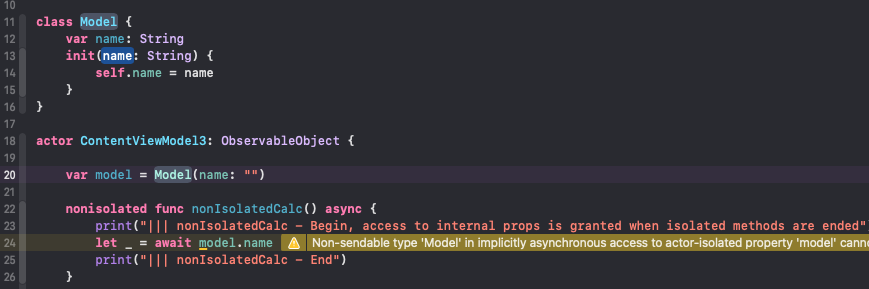 10
11 class Model {
12 var name: String
13 init(name: String) {
14 self.name = name
15 }
16 }
17
18 actor ContentViewModel3: ObservableObject {
19
20 var model = Model(name: "")
21
22 nonisolated func nonIsolatedCalc() async {
23 print("||| nonIsolatedCalc – Begin, access to internal props is granted when isolated methods are ended"
24 let _ = await model.name Non-sendable type 'Model' in implicitly asynchronous access to actor-isolated property 'model' canno
25 print("||| nonIsolatedCalc – End")
26 }